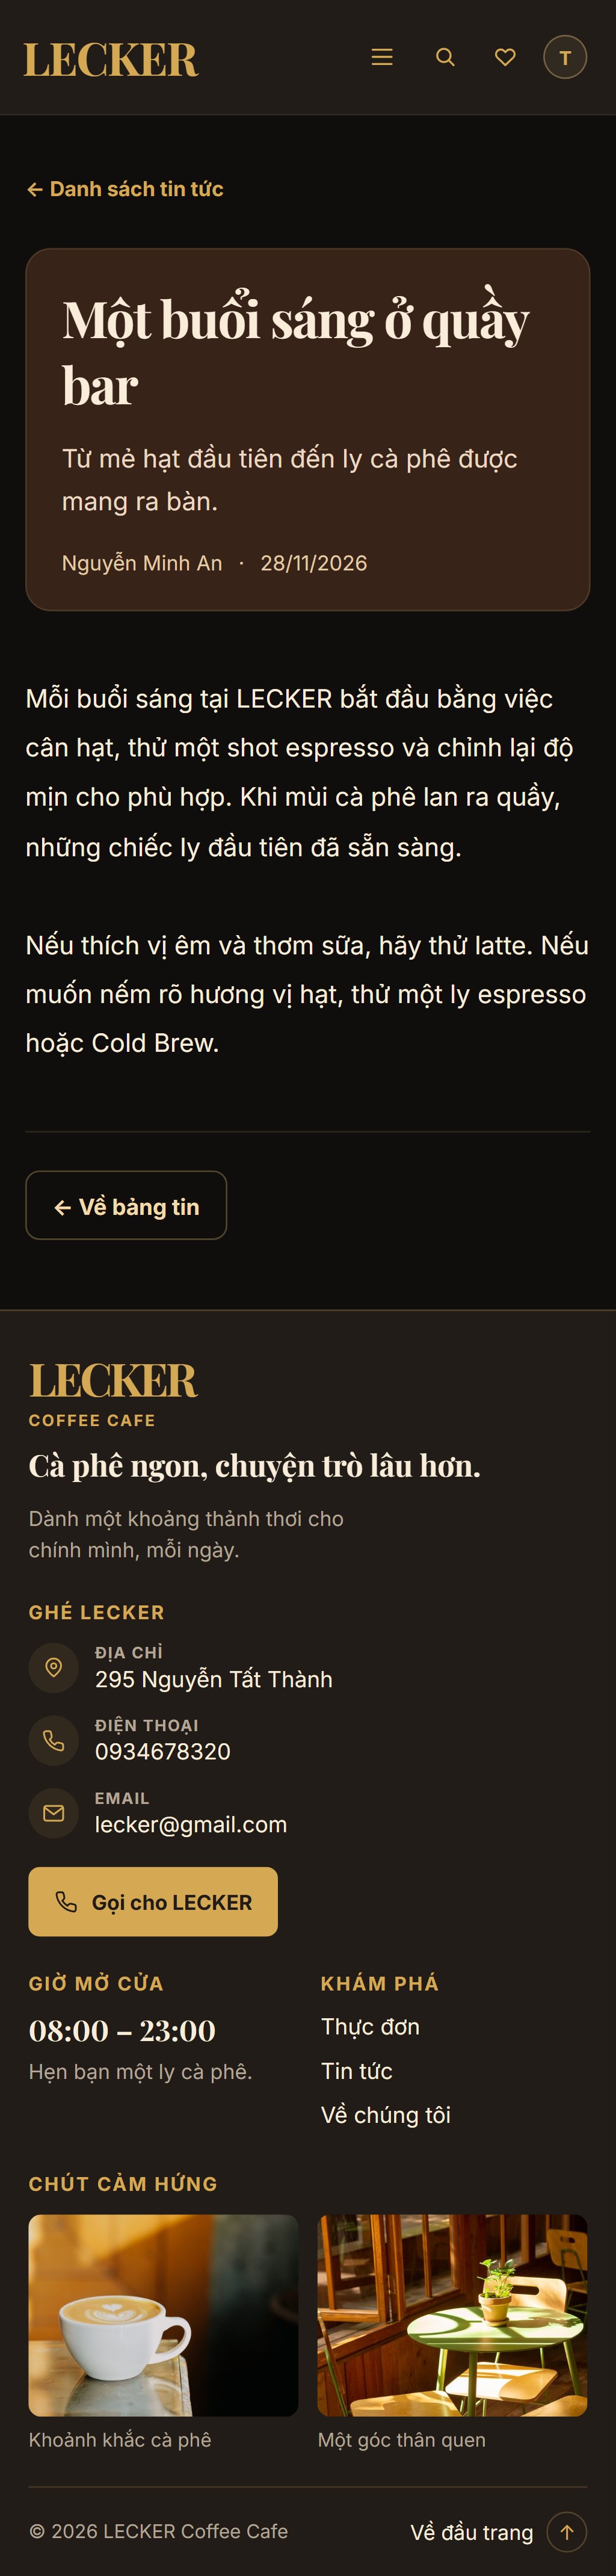 LECKER
T
← Danh sách tin tức
Một buổi sáng ở quầy
bar
Từ mẻ hạt đầu tiên đến ly cà phê được
mang ra bàn.
Nguyễn Minh An · 28/11/2026
Mỗi buổi sáng tại LECKER bắt đầu bằng việc
cân hạt, thử một shot espresso và chỉnh lại độ
mịn cho phù hợp. Khi mùi cà phê lan ra quầy,
những chiếc ly đầu tiên đã sẵn sàng.
Nếu thích vị êm và thơm sữa, hãy thử latte. Nếu
muốn nếm rõ hương vị hạt, thử một ly espresso
hoặc Cold Brew.
← Về bảng tin
LECKER
COFFEE CAFE
Cà phê ngon, chuyện trò lâu hơn.
Dành một khoảng thảnh thơi cho
chính mình, mỗi ngày.
GHÉ LECKER
ĐỊA CHỈ
295 Nguyễn Tất Thành
ĐIỆN THOẠI
0934678320
EMAIL
lecker@gmail.com
Gọi cho LECKER
GIỜ MỞ CỬA
08:00 – 23:00
Hẹn bạn một ly cà phê.
KHÁM PHÁ
Thực đơn
Tin tức
Về chúng tôi
CHÚT CẢM HỨNG
Khoảnh khắc cà phê
Một góc thân quen
© 2026 LECKER Coffee Cafe
Về đầu trang ↑